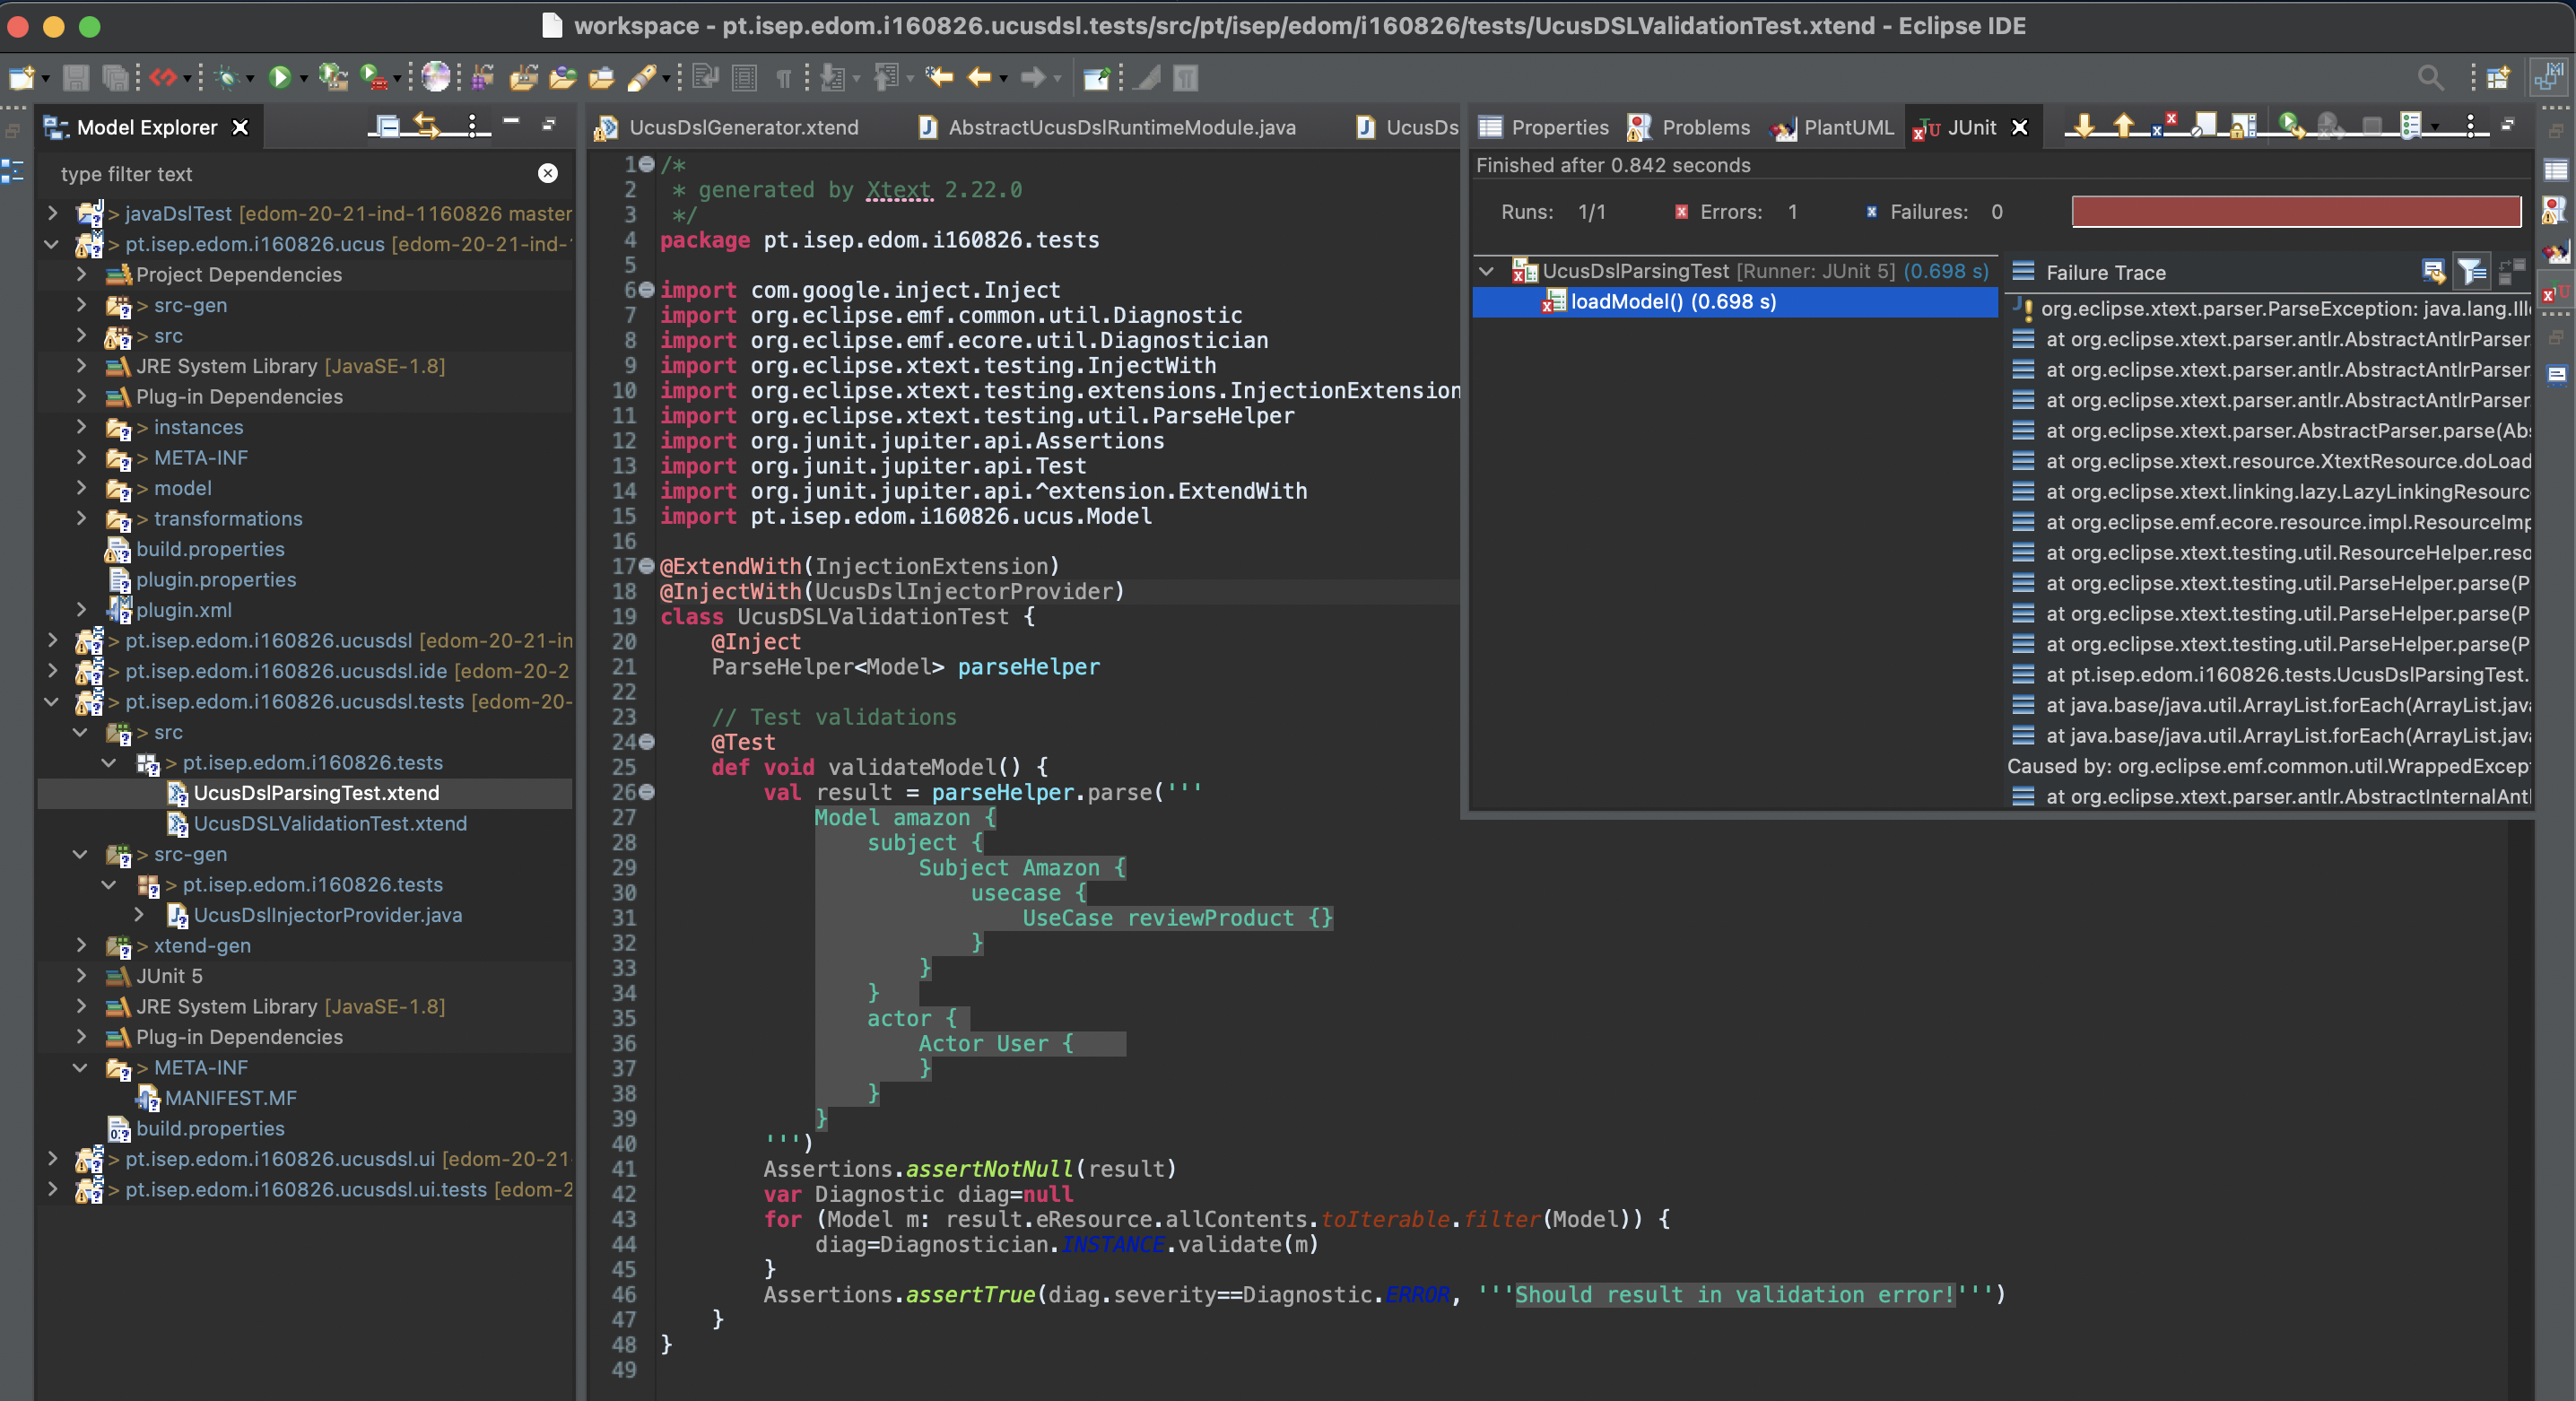 workspace - pt.isep.edom.i160826.ucusdsl.tests/src/pt/isep/edom/i160826/tests/UcusDSLValidationTest.xtend - Eclipse IDE
Model Explorer
type filter text
> javaDslTest [edom-20-21-ind-1160826 master
> pt.isep.edom.i160826.ucus [edom-20-21-ind-
Project Dependencies
> src-gen
> src
JRE System Library [JavaSE-1.8]
Plug-in Dependencies
> instances
> META-INF
> model
> transformations
build.properties
plugin.properties
plugin.xml
> pt.isep.edom.i160826.ucusdsl [edom-20-21-in
> pt.isep.edom.i160826.ucusdsl.ide [edom-20-2
> pt.isep.edom.i160826.ucusdsl.tests [edom-20-
> src
> pt.isep.edom.i160826.tests
UcusDslParsingTest.xtend
UcusDSLValidationTest.xtend
> src-gen
> pt.isep.edom.i160826.tests
UcusDslInjectorProvider.java
> xtend-gen
JUnit 5
JRE System Library [JavaSE-1.8]
Plug-in Dependencies
> META-INF
MANIFEST.MF
build.properties
> pt.isep.edom.i160826.ucusdsl.ui [edom-20-21
> pt.isep.edom.i160826.ucusdsl.ui.tests [edom-2
UcusDslGenerator.xtend
AbstractUcusDslRuntimeModule.java
UcusDs
1 /*
2 * generated by Xtext 2.22.0
3 */
4 package pt.isep.edom.i160826.tests
5
6 import com.google.inject.Inject
7 import org.eclipse.emf.common.util.Diagnostic
8 import org.eclipse.emf.ecore.util.Diagnostician
9 import org.eclipse.xtext.testing.InjectWith
10 import org.eclipse.xtext.testing.extensions.InjectionExtension
11 import org.eclipse.xtext.testing.util.ParseHelper
12 import org.junit.jupiter.api.Assertions
13 import org.junit.jupiter.api.Test
14 import org.junit.jupiter.api.^extension.ExtendWith
15 import pt.isep.edom.i160826.ucus.Model
16
17 @ExtendWith(InjectionExtension)
18 @InjectWith(UcusDslInjectorProvider)
19 class UcusDSLValidationTest {
20 @Inject
21 ParseHelper<Model> parseHelper
22
23 // Test validations
24 @Test
25 def void validateModel() {
26 val result = parseHelper.parse('''
27 Model amazon {
28 subject {
29 Subject Amazon {
30 usecase {
31 UseCase reviewProduct {}
32 }
33 }
34 }
35 actor {
36 Actor User {
37 }
38 }
39 }
40 ''')
41 Assertions.assertNotNull(result)
42 var Diagnostic diag=null
43 for (Model m: result.eResource.allContents.toIterable.filter(Model)) {
44 diag=Diagnostician.INSTANCE.validate(m)
45 }
46 Assertions.assertTrue(diag.severity==Diagnostic.ERROR, '''Should result in validation error!''')
47 }
48 }
49
Properties
Problems
PlantUML
JUnit
Finished after 0.842 seconds
Runs: 1/1
Errors: 1
Failures: 0
UcusDslParsingTest [Runner: JUnit 5] (0.698 s)
loadModel() (0.698 s)
Failure Trace
org.eclipse.xtext.parser.ParseException: java.lang.Ille
at org.eclipse.xtext.parser.antlr.AbstractAntlrParser
at org.eclipse.xtext.parser.antlr.AbstractAntlrParser
at org.eclipse.xtext.parser.antlr.AbstractAntlrParser
at org.eclipse.xtext.parser.AbstractParser.parse(Abs
at org.eclipse.xtext.resource.XtextResource.doLoad
at org.eclipse.xtext.linking.lazy.LazyLinkingResourc
at org.eclipse.emf.ecore.resource.impl.ResourceImp
at org.eclipse.xtext.testing.util.ResourceHelper.reso
at org.eclipse.xtext.testing.util.ParseHelper.parse(P
at org.eclipse.xtext.testing.util.ParseHelper.parse(P
at org.eclipse.xtext.testing.util.ParseHelper.parse(P
at pt.isep.edom.i160826.tests.UcusDslParsingTest.
at java.base/java.util.ArrayList.forEach(ArrayList.jav
at java.base/java.util.ArrayList.forEach(ArrayList.jav
Caused by: org.eclipse.emf.common.util.WrappedExcep
at org.eclipse.xtext.parser.antlr.AbstractInternalAntl